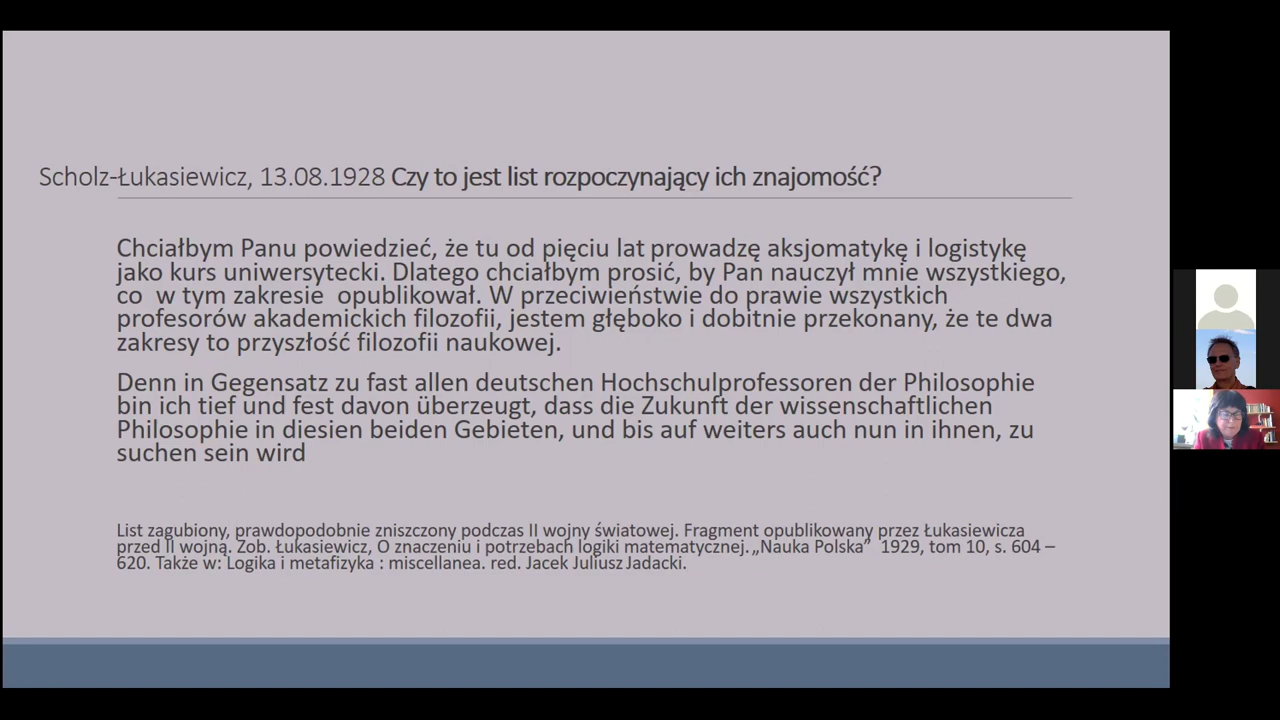 Scholz-Łukasiewicz, 13.08.1928 Czy to jest list rozpoczynający ich znajomość?
Chciałbym Panu powiedzieć, że tu od pięciu lat prowadzę aksjomatykę i logistykę
jako kurs uniwersytecki. Dlatego chciałbym prosić, by Pan nauczył mnie wszystkiego,
co w tym zakresie opublikował. W przeciwieństwie do prawie wszystkich
profesorów akademickich filozofii, jestem głęboko i dobitnie przekonany, że te dwa
zakresy to przyszłość filozofii naukowej.
Denn in Gegensatz zu fast allen deutschen Hochschulprofessoren der Philosophie
bin ich tief und fest davon überzeugt, dass die Zukunft der wissenschaftlichen
Philosophie in diesien beiden Gebieten, und bis auf weiters auch nun in ihnen, zu
suchen sein wird
List zagubiony, prawdopodobnie zniszczony podczas II wojny światowej. Fragment opublikowany przez Łukasiewicza
przed II wojną. Zob. Łukasiewicz, O znaczeniu i potrzebach logiki matematycznej. „Nauka Polska” 1929, tom 10, s. 604 –
620. Także w: Logika i metafizyka : miscellanea. red. Jacek Juliusz Jadacki.